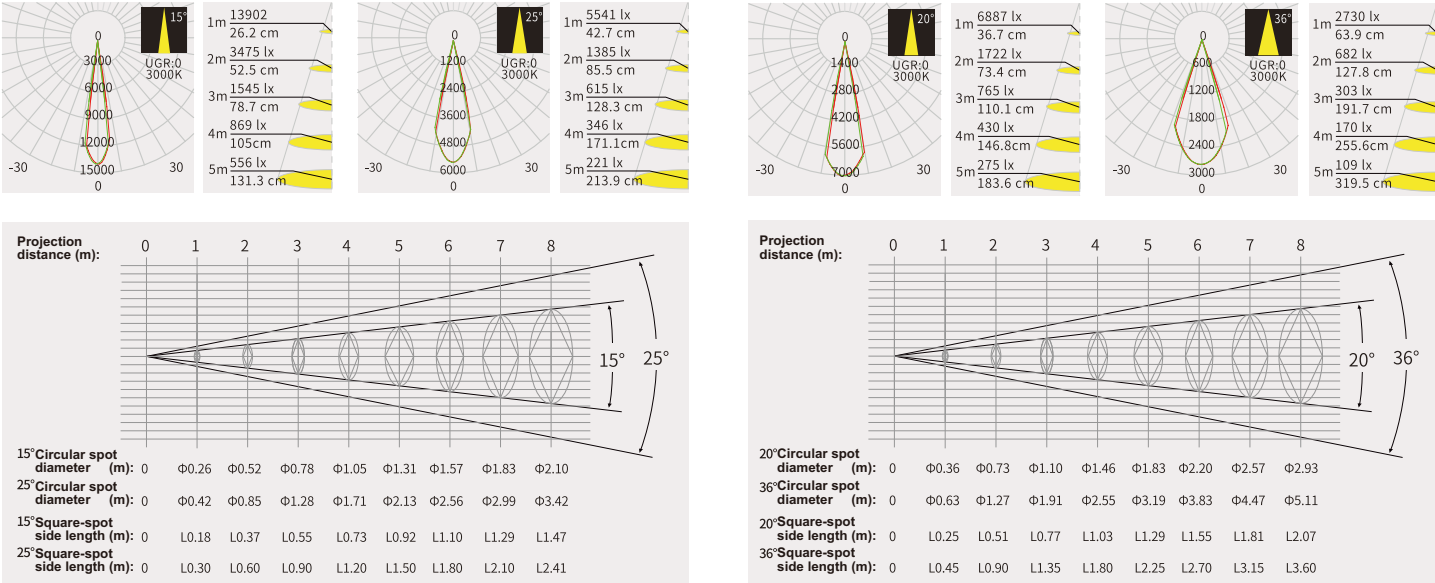 0
3000
6000
9000
12000
15000
0
-30
30
15°
UGR:0
3000K
1m 13902
26.2 cm
2m 3475 lx
52.5 cm
3m 1545 lx
78.7 cm
4m 869 lx
105cm
5m 556 lx
131.3 cm
0
1200
2400
3600
4800
6000
0
-30
30
25°
UGR:0
3000K
1m 5541 lx
42.7 cm
2m 1385 lx
85.5 cm
3m 615 lx
128.3 cm
4m 346 lx
171.1cm
5m 221 lx
213.9 cm
0
1400
2800
4200
5600
7000
0
-30
30
20°
UGR:0
3000K
1m 6887 lx
36.7 cm
2m 1722 lx
73.4 cm
3m 765 lx
110.1 cm
4m 430 lx
146.8cm
5m 275 lx
183.6 cm
0
600
1200
1800
2400
3000
0
-30
30
36°
UGR:0
3000K
1m 2730 lx
63.9 cm
2m 682 lx
127.8 cm
3m 303 lx
191.7 cm
4m 170 lx
255.6cm
5m 109 lx
319.5 cm
Projection
distance (m): 0 1 2 3 4 5 6 7 8
15° 25°
15°Circular spot
diameter (m): 0 Φ0.26 Φ0.52 Φ0.78 Φ1.05 Φ1.31 Φ1.57 Φ1.83 Φ2.10
25°Circular spot
diameter (m): 0 Φ0.42 Φ0.85 Φ1.28 Φ1.71 Φ2.13 Φ2.56 Φ2.99 Φ3.42
15°Square-spot
side length (m): 0 L0.18 L0.37 L0.55 L0.73 L0.92 L1.10 L1.29 L1.47
25°Square-spot
side length (m): 0 L0.30 L0.60 L0.90 L1.20 L1.50 L1.80 L2.10 L2.41
Projection
distance (m): 0 1 2 3 4 5 6 7 8
20° 36°
20°Circular spot
diameter (m): 0 Φ0.36 Φ0.73 Φ1.10 Φ1.46 Φ1.83 Φ2.20 Φ2.57 Φ2.93
36°Circular spot
diameter (m): 0 Φ0.63 Φ1.27 Φ1.91 Φ2.55 Φ3.19 Φ3.83 Φ4.47 Φ5.11
20°Square-spot
side length (m): 0 L0.25 L0.51 L0.77 L1.03 L1.29 L1.55 L1.81 L2.07
36°Square-spot
side length (m): 0 L0.45 L0.90 L1.35 L1.80 L2.25 L2.70 L3.15 L3.60